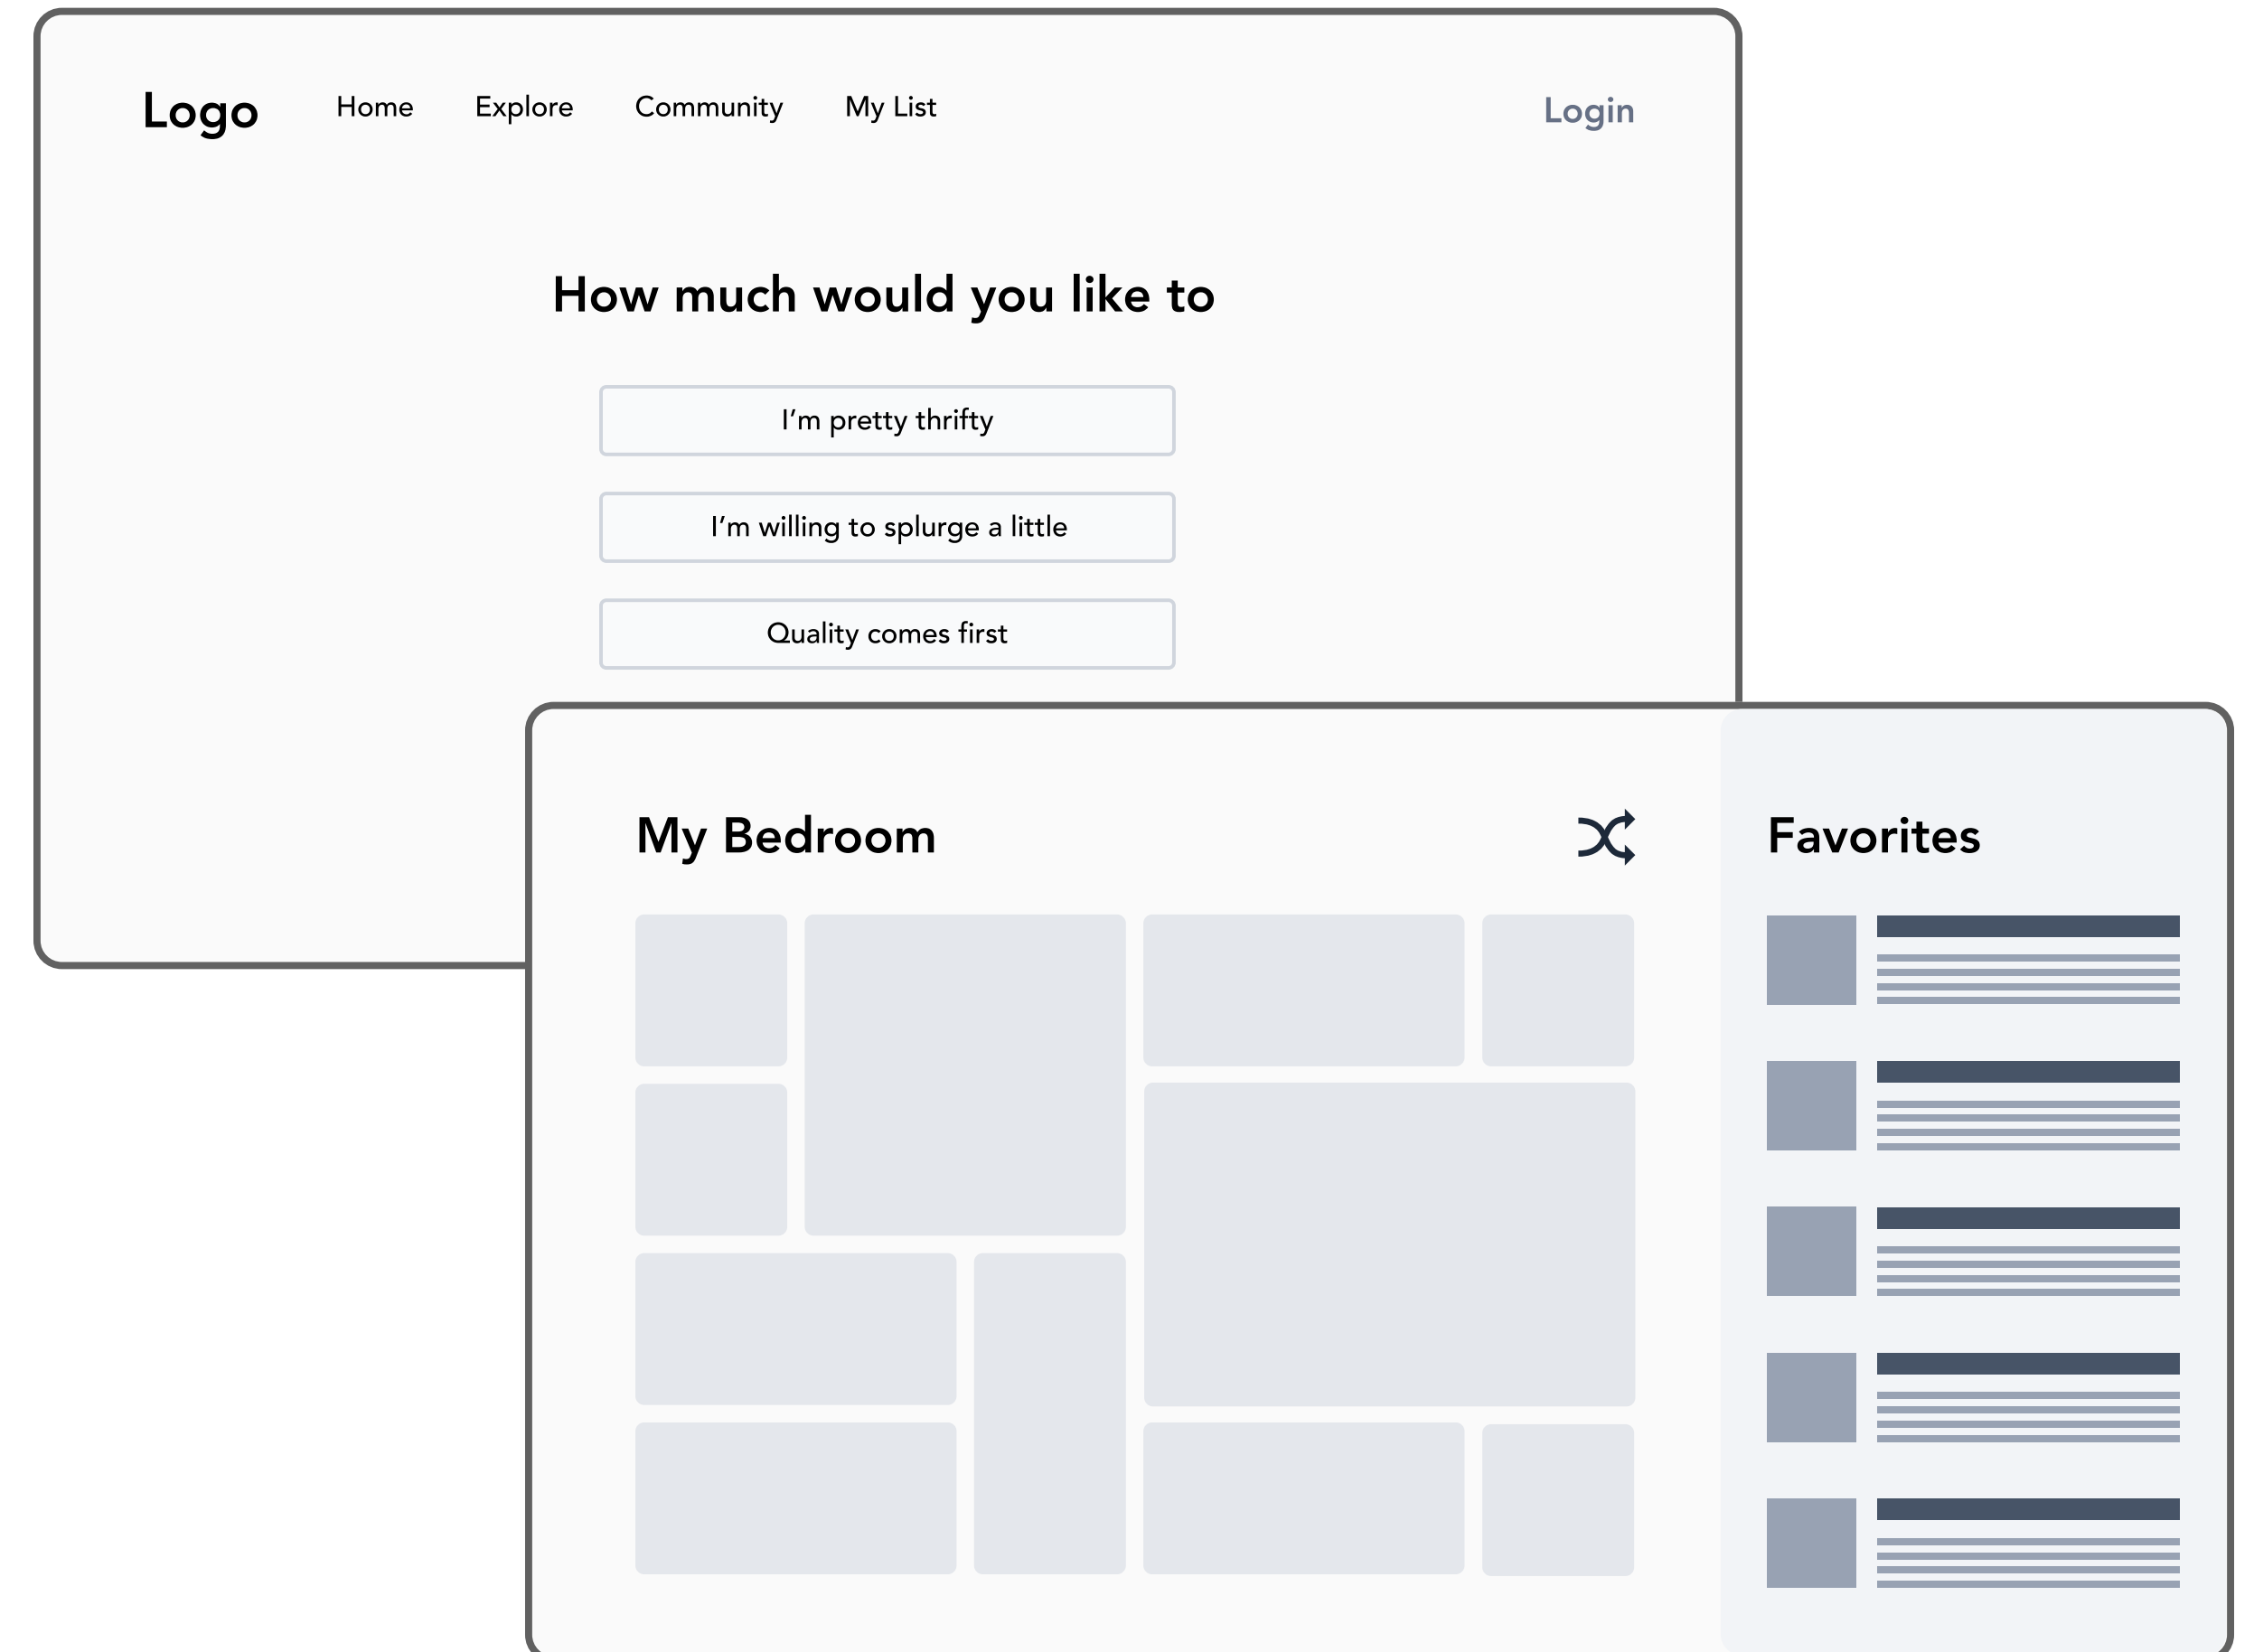 Logo
Home
Explore
Community
My List
Login
How much would you like to
I'm pretty thrifty
I'm willing to splurge a little
Quality comes first
My Bedroom
Favorites